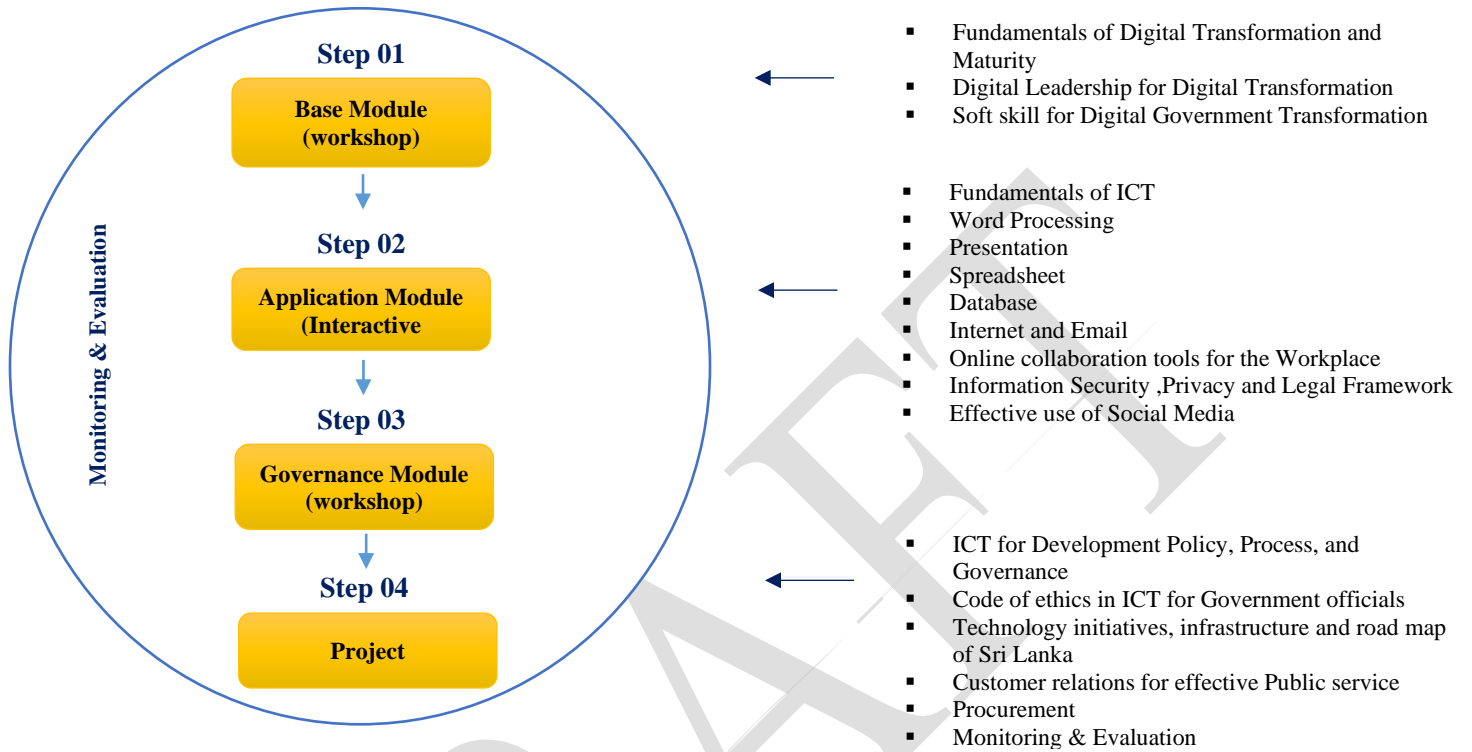 Step 01
Base Module
(workshop)
Step 02
Application Module
(Interactive
Step 03
Governance Module
(workshop)
Step 04
Project
Monitoring & Evaluation
▪ Fundamentals of Digital Transformation and
Maturity
▪ Digital Leadership for Digital Transformation
▪ Soft skill for Digital Government Transformation
▪ Fundamentals of ICT
▪ Word Processing
▪ Presentation
▪ Spreadsheet
▪ Database
▪ Internet and Email
▪ Online collaboration tools for the Workplace
▪ Information Security ,Privacy and Legal Framework
▪ Effective use of Social Media
▪ ICT for Development Policy, Process, and
Governance
▪ Code of ethics in ICT for Government officials
▪ Technology initiatives, infrastructure and road map
of Sri Lanka
▪ Customer relations for effective Public service
▪ Procurement
▪ Monitoring & Evaluation
RAFT